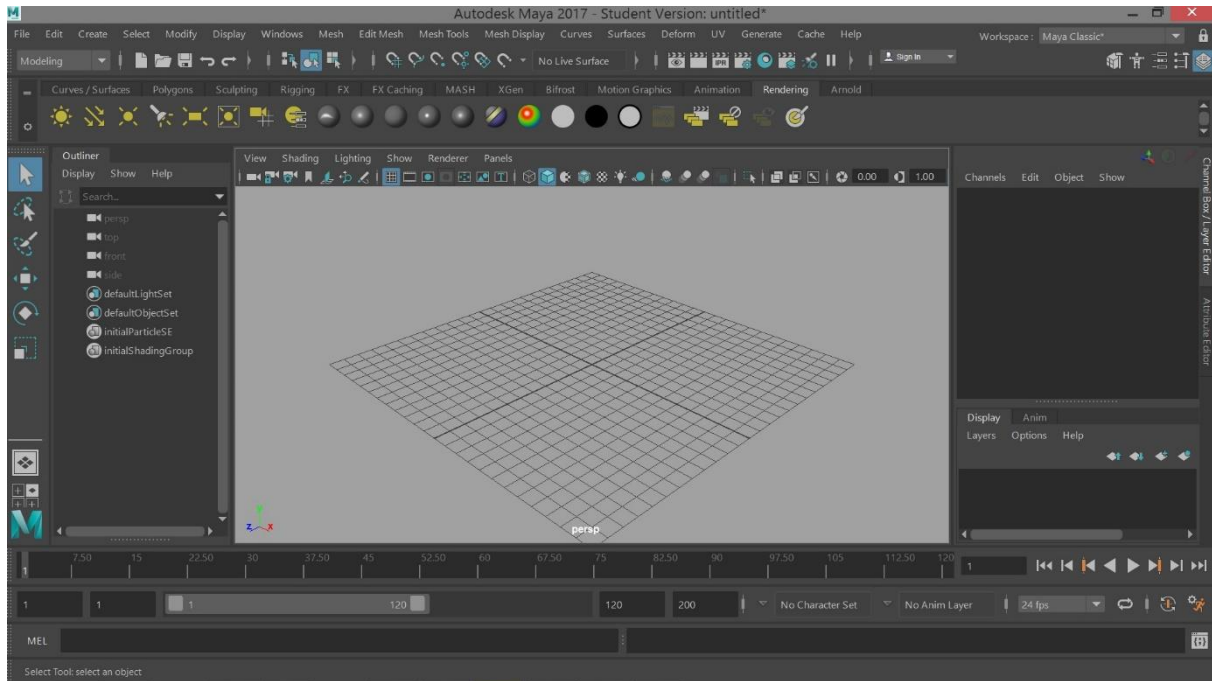 Autodesk Maya 2017 - Student Version: untitled*
File Edit Create Select Modify Display Windows Mesh Edit Mesh Mesh Tools Mesh Display Curves Surfaces Deform UV Generate Cache Help Workspace: Maya Classic*
Modeling No Live Surface IPR Sign In
Curves / Surfaces Polygons Sculpting Rigging FX FX Caching MASH XGen Bifrost Motion Graphics Animation Rendering Arnold
Outliner
Display Show Help
Search...
persp
top
front
side
defaultLightSet
defaultObjectSet
initialParticleSE
initialShadingGroup
View Shading Lighting Show Renderer Panels
0.00 1.00
persp
y
z x
Channels Edit Object Show
Channel Box / Layer Editor
Attribute Editor
Display Anim
Layers Options Help
1 7.50 15 22.50 30 37.50 45 52.50 60 67.50 75 82.50 90 97.50 105 112.50 120 1
1 1 1 120 120 200 No Character Set No Anim Layer 24 fps
MEL
Select Tool: select an object